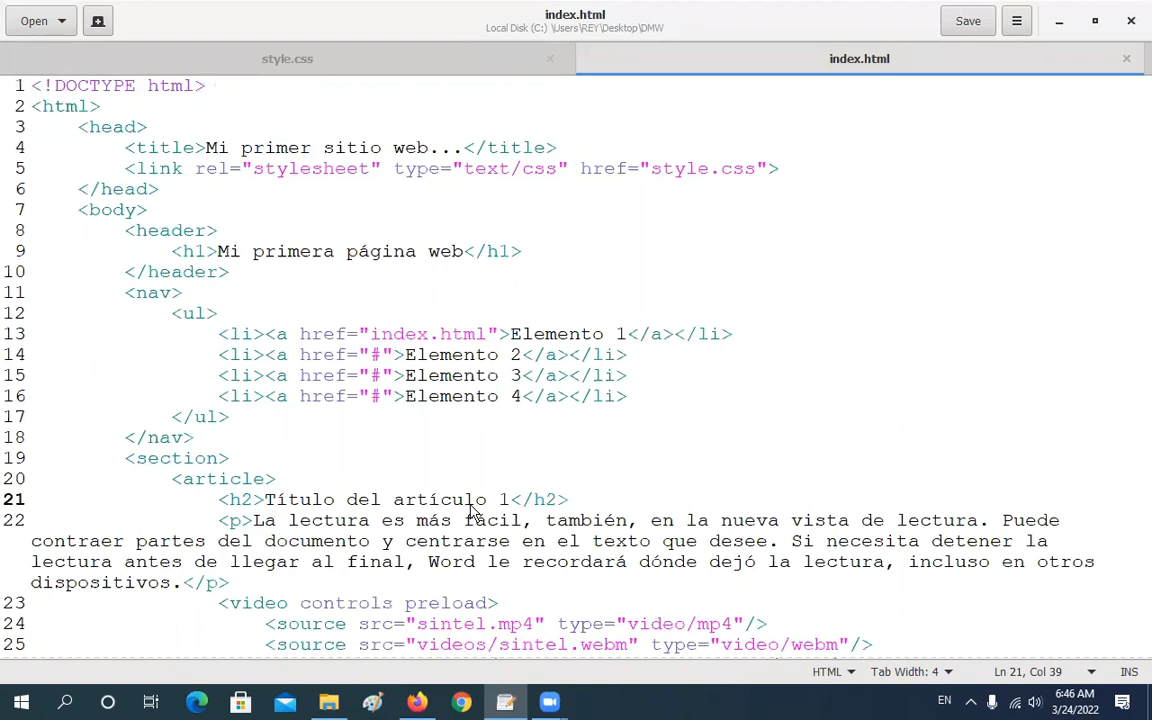 index.html
Open
Local Disk (C:) \Users\REY\Desktop\DMW
Save
style.css
index.html
1 <!DOCTYPE html>
2 <html>
3 <head>
4 <title>Mi primer sitio web...</title>
5 <link rel="stylesheet" type="text/css" href="style.css">
6 </head>
7 <body>
8 <header>
9 <h1>Mi primera página web</h1>
10 </header>
11 <nav>
12 <ul>
13 <li><a href="index.html">Elemento 1</a></li>
14 <li><a href="#">Elemento 2</a></li>
15 <li><a href="#">Elemento 3</a></li>
16 <li><a href="#">Elemento 4</a></li>
17 </ul>
18 </nav>
19 <section>
20 <article>
21 <h2>Título del artículo 1</h2>
22 <p>La lectura es más fácil, también, en la nueva vista de lectura. Puede
contraer partes del documento y centrarse en el texto que desee. Si necesita detener la
lectura antes de llegar al final, Word le recordará dónde dejó la lectura, incluso en otros
dispositivos.</p>
23 <video controls preload>
24 <source src="sintel.mp4" type="video/mp4"/>
25 <source src="videos/sintel.webm" type="video/webm"/>
HTML Tab Width: 4 Ln 21, Col 39 INS
EN 6:46 AM
3/24/2022